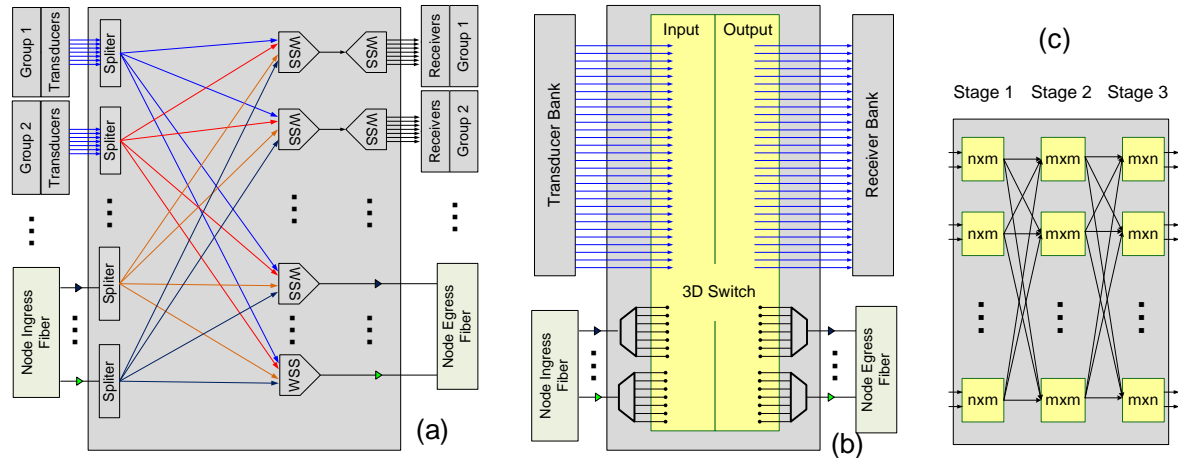 Group 1
Transducers
Spliter
WSS
WSS
Receivers
Group 1
Group 2
Transducers
Spliter
WSS
WSS
Receivers
Group 2
Node Ingress
Fiber
Spliter
WSS
Node Egress
Fiber
Spliter
WSS
(a)
Input
Output
Transducer Bank
Receiver Bank
3D Switch
Node Ingress
Fiber
Node Egress
Fiber
(b)
(c)
Stage 1
Stage 2
Stage 3
nxm
mxm
mxn
nxm
mxm
mxn
nxm
mxm
mxn